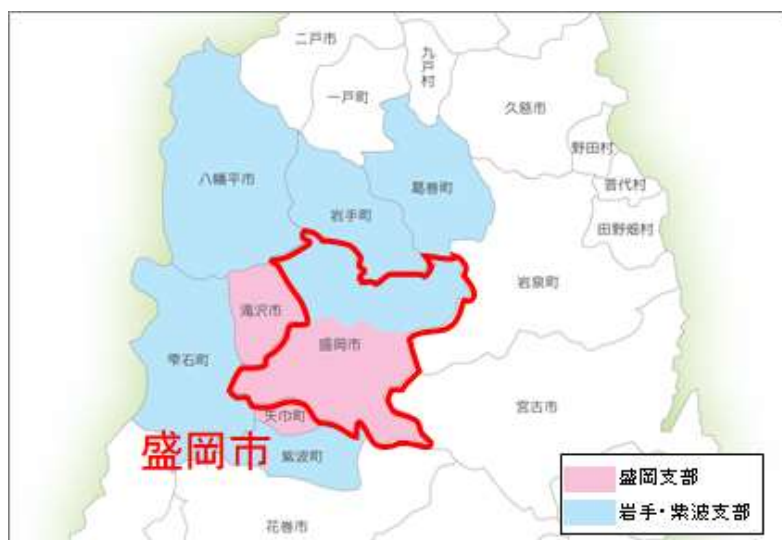 二戸市
九戸村
一戸町
久慈市
野田村
普代村
田野畑村
八幡平市
葛巻町
岩手町
岩泉町
滝沢市
盛岡市
雫石町
宮古市
矢巾町
盛岡市
紫波町
花巻市
盛岡支部
岩手・紫波支部